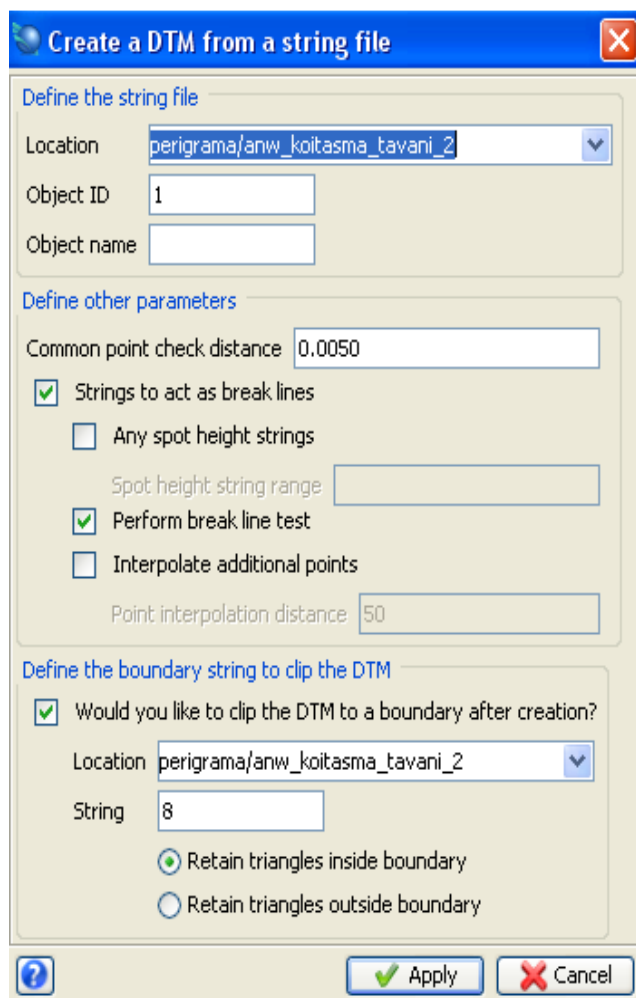 Create a DTM from a string file
Define the string file
Location perigrama/anw_koitasma_tavani_2
Object ID 1
Object name
Define other parameters
Common point check distance 0.0050
Strings to act as break lines
Any spot height strings
Spot height string range
Perform break line test
Interpolate additional points
Point interpolation distance 50
Define the boundary string to clip the DTM
Would you like to clip the DTM to a boundary after creation?
Location perigrama/anw_koitasma_tavani_2
String 8
Retain triangles inside boundary
Retain triangles outside boundary
? Apply Cancel